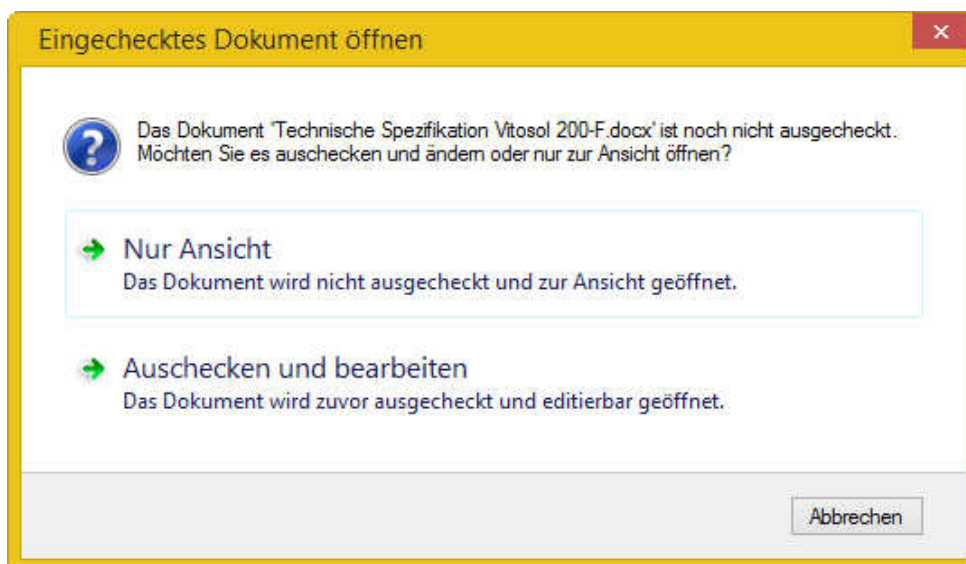 Eingechecktes Dokument öffnen
Das Dokument 'Technische Spezifikation Vitosol 200-F.docx' ist noch nicht ausgecheckt.
Möchten Sie es auschecken und ändern oder nur zur Ansicht öffnen?
Nur Ansicht
Das Dokument wird nicht ausgecheckt und zur Ansicht geöffnet.
Auschecken und bearbeiten
Das Dokument wird zuvor ausgecheckt und editierbar geöffnet.
Abbrechen